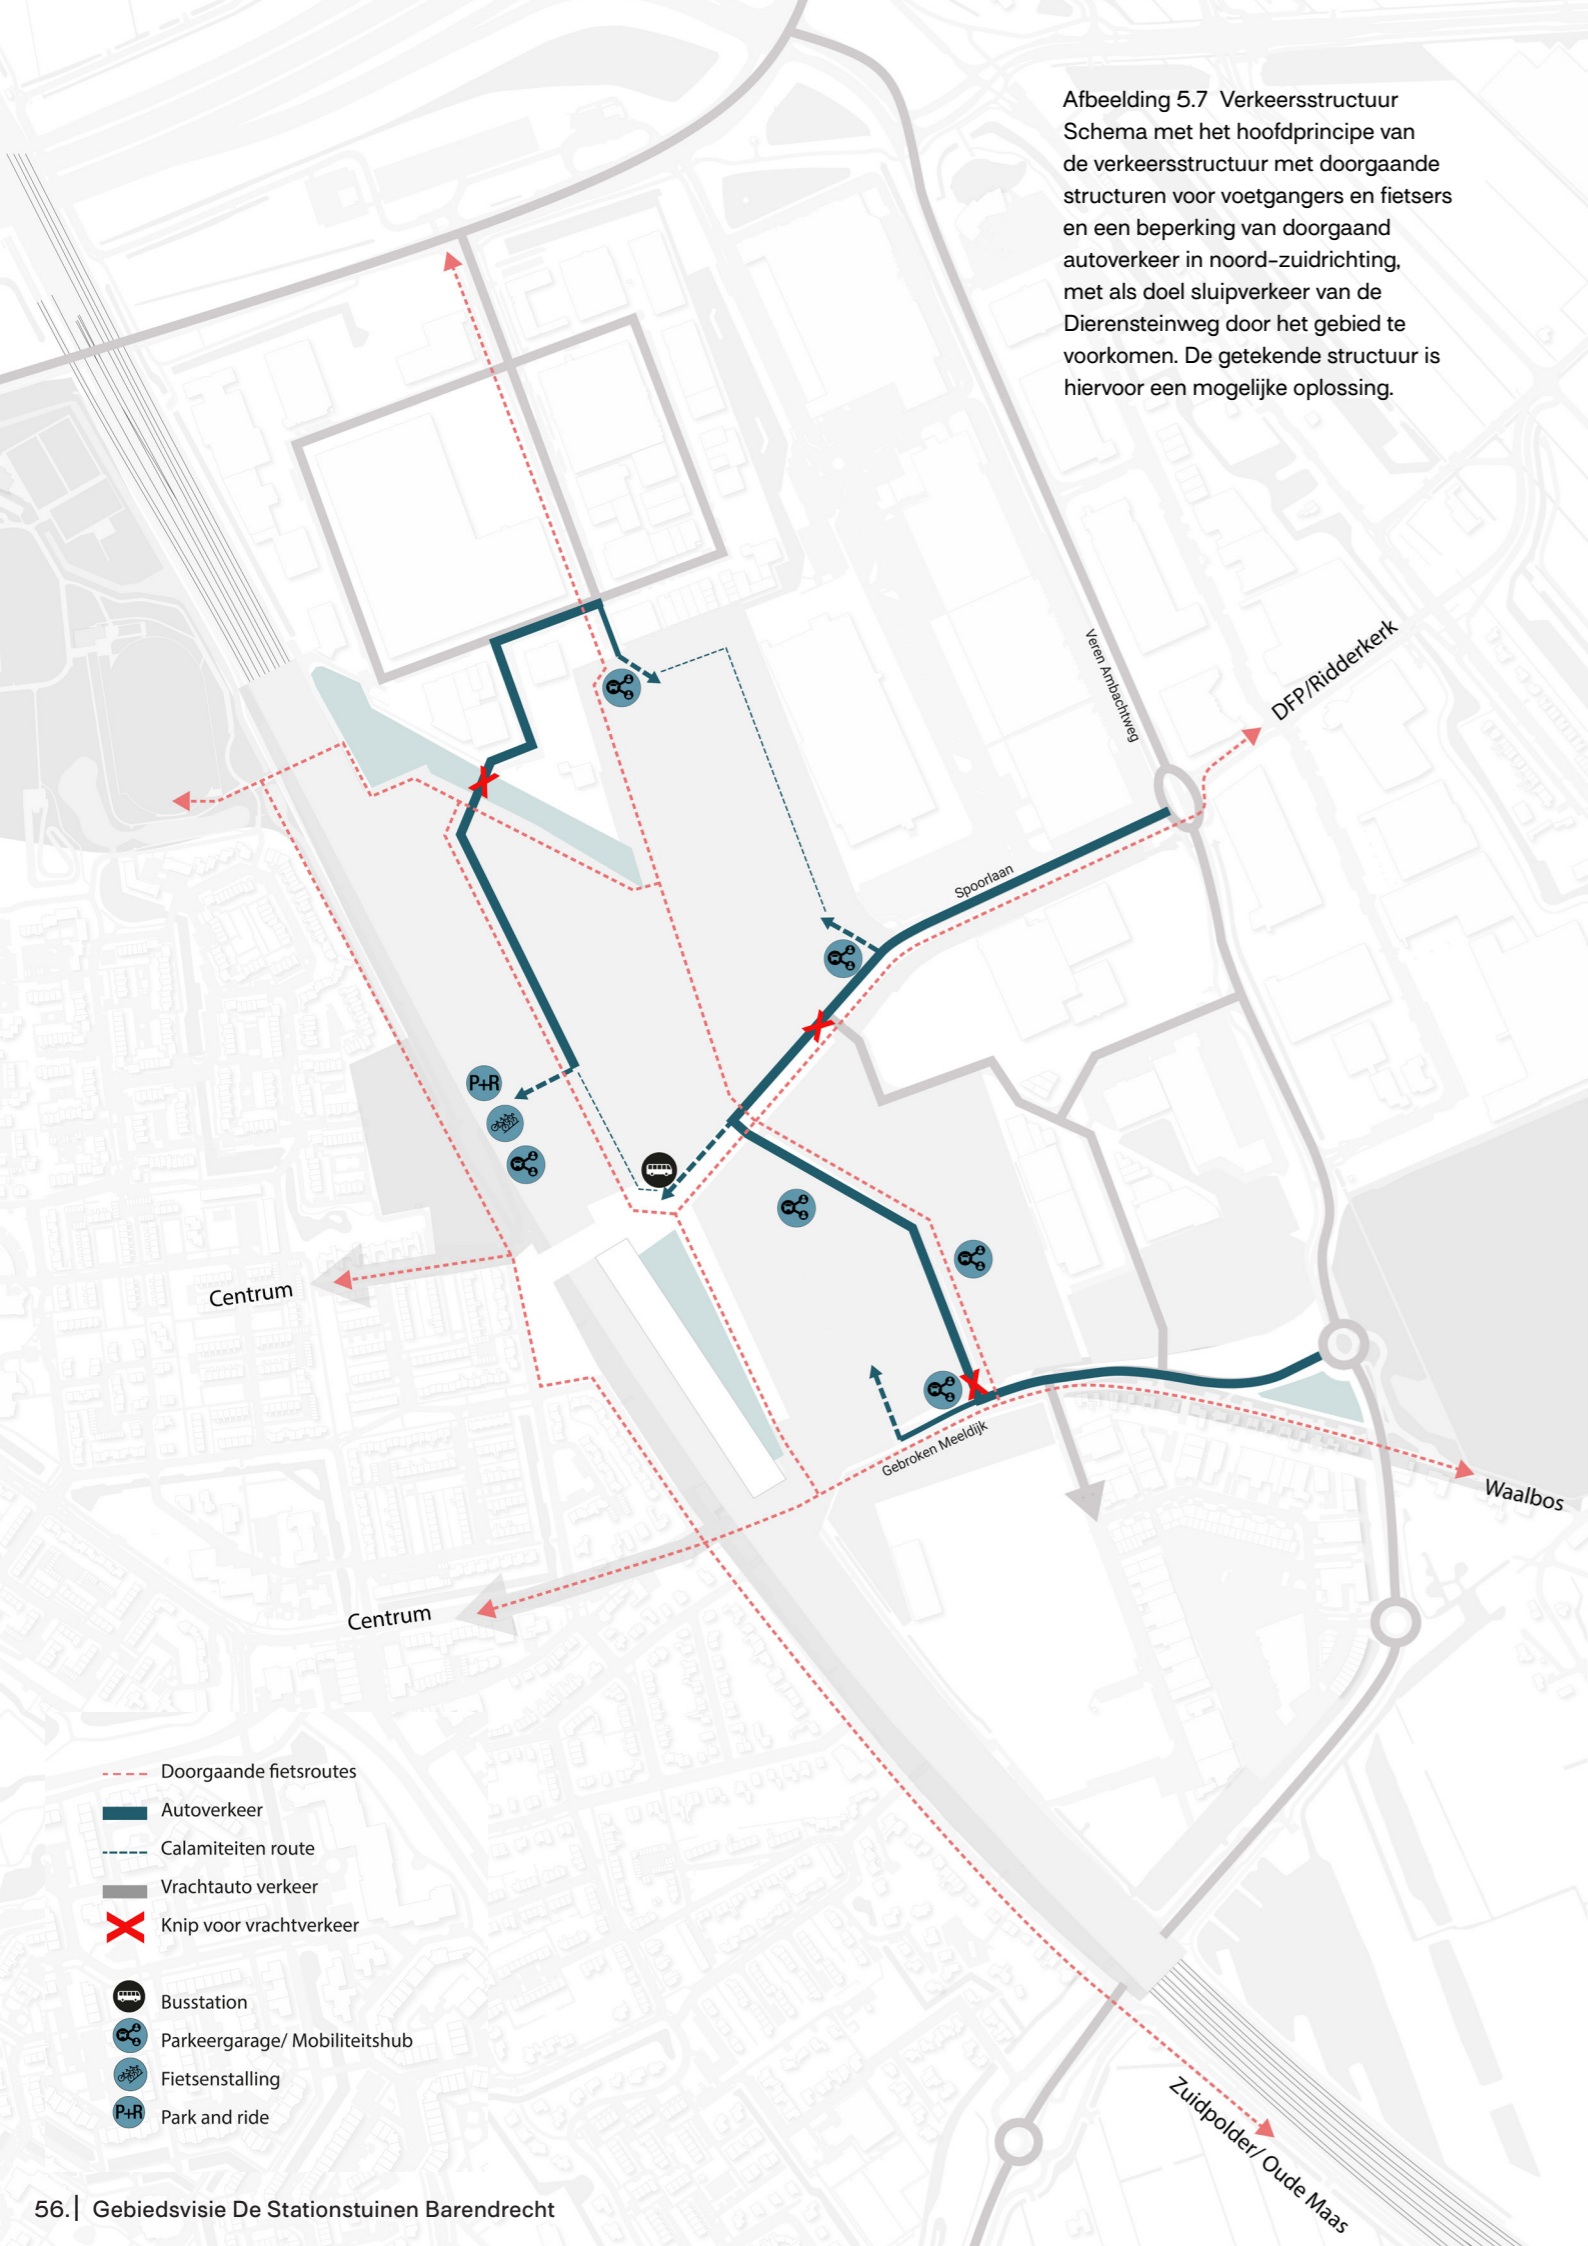 Afbeelding 5.7 Verkeersstructuur
Schema met het hoofdprincipe van
de verkeersstructuur met doorgaande
structuren voor voetgangers en fietsers
en een beperking van doorgaand
autoverkeer in noord-zuidrichting,
met als doel sluipverkeer van de
Dierensteinweg door het gebied te
voorkomen. De getekende structuur is
hiervoor een mogelijke oplossing.
Veren Ambachtweg
DFP/Ridderkerk
Spoorlaan
P+R
Centrum
Gebroken Meeldijk
Waalbos
Centrum
Zuidpolder/ Oude Maas
Doorgaande fietsroutes
Autoverkeer
Calamiteiten route
Vrachtauto verkeer
Knip voor vrachtverkeer
Busstation
Parkeergarage/ Mobiliteitshub
Fietsenstalling
P+R Park and ride
56.| Gebiedsvisie De Stationstuinen Barendrecht